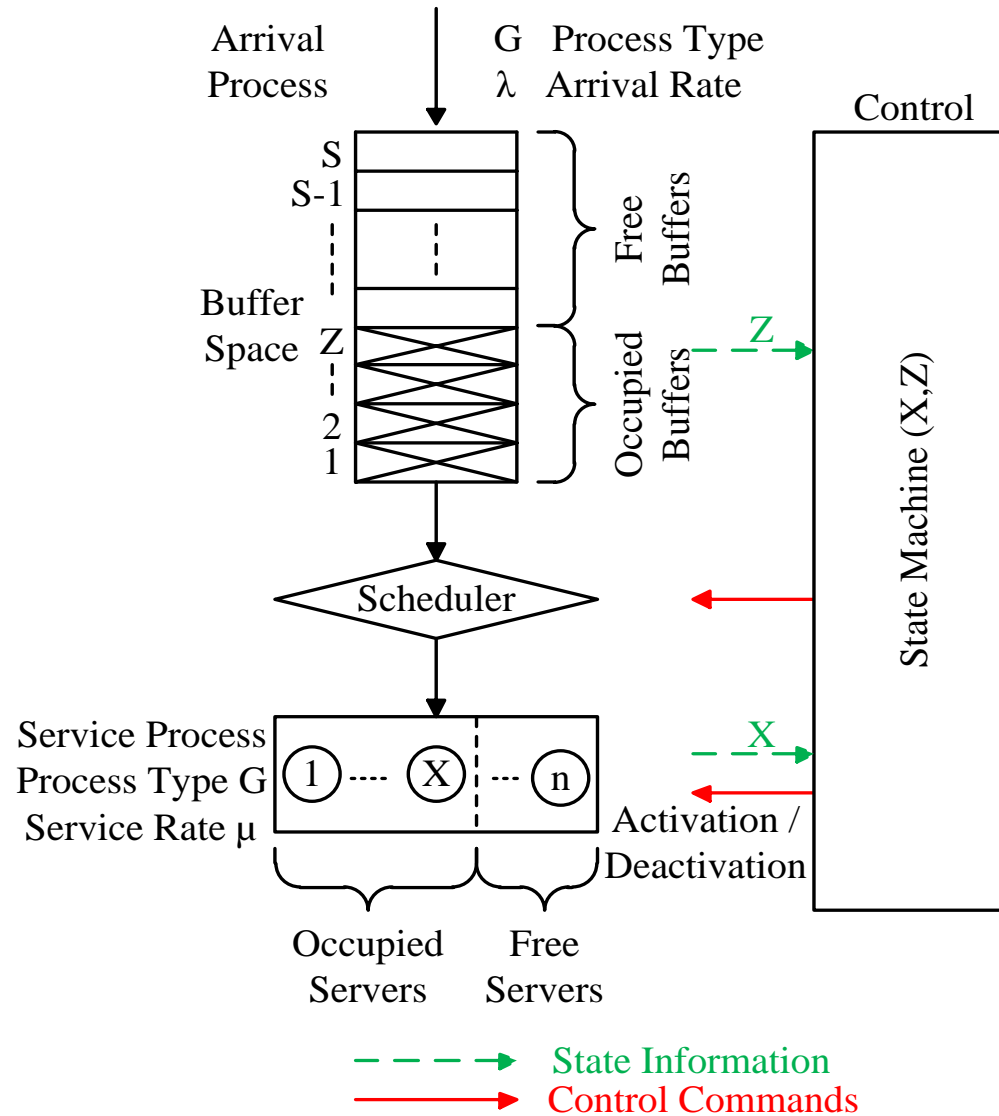 Arrival
Process
G Process Type
λ Arrival Rate
Control
S
S-1
Free
Buffers
Buffer
Space
Z
2
1
Occupied
Buffers
Z
State Machine (X,Z)
Scheduler
Service Process
Process Type G
Service Rate μ
1
X
n
X
Activation /
Deactivation
Occupied
Servers
Free
Servers
State Information
Control Commands